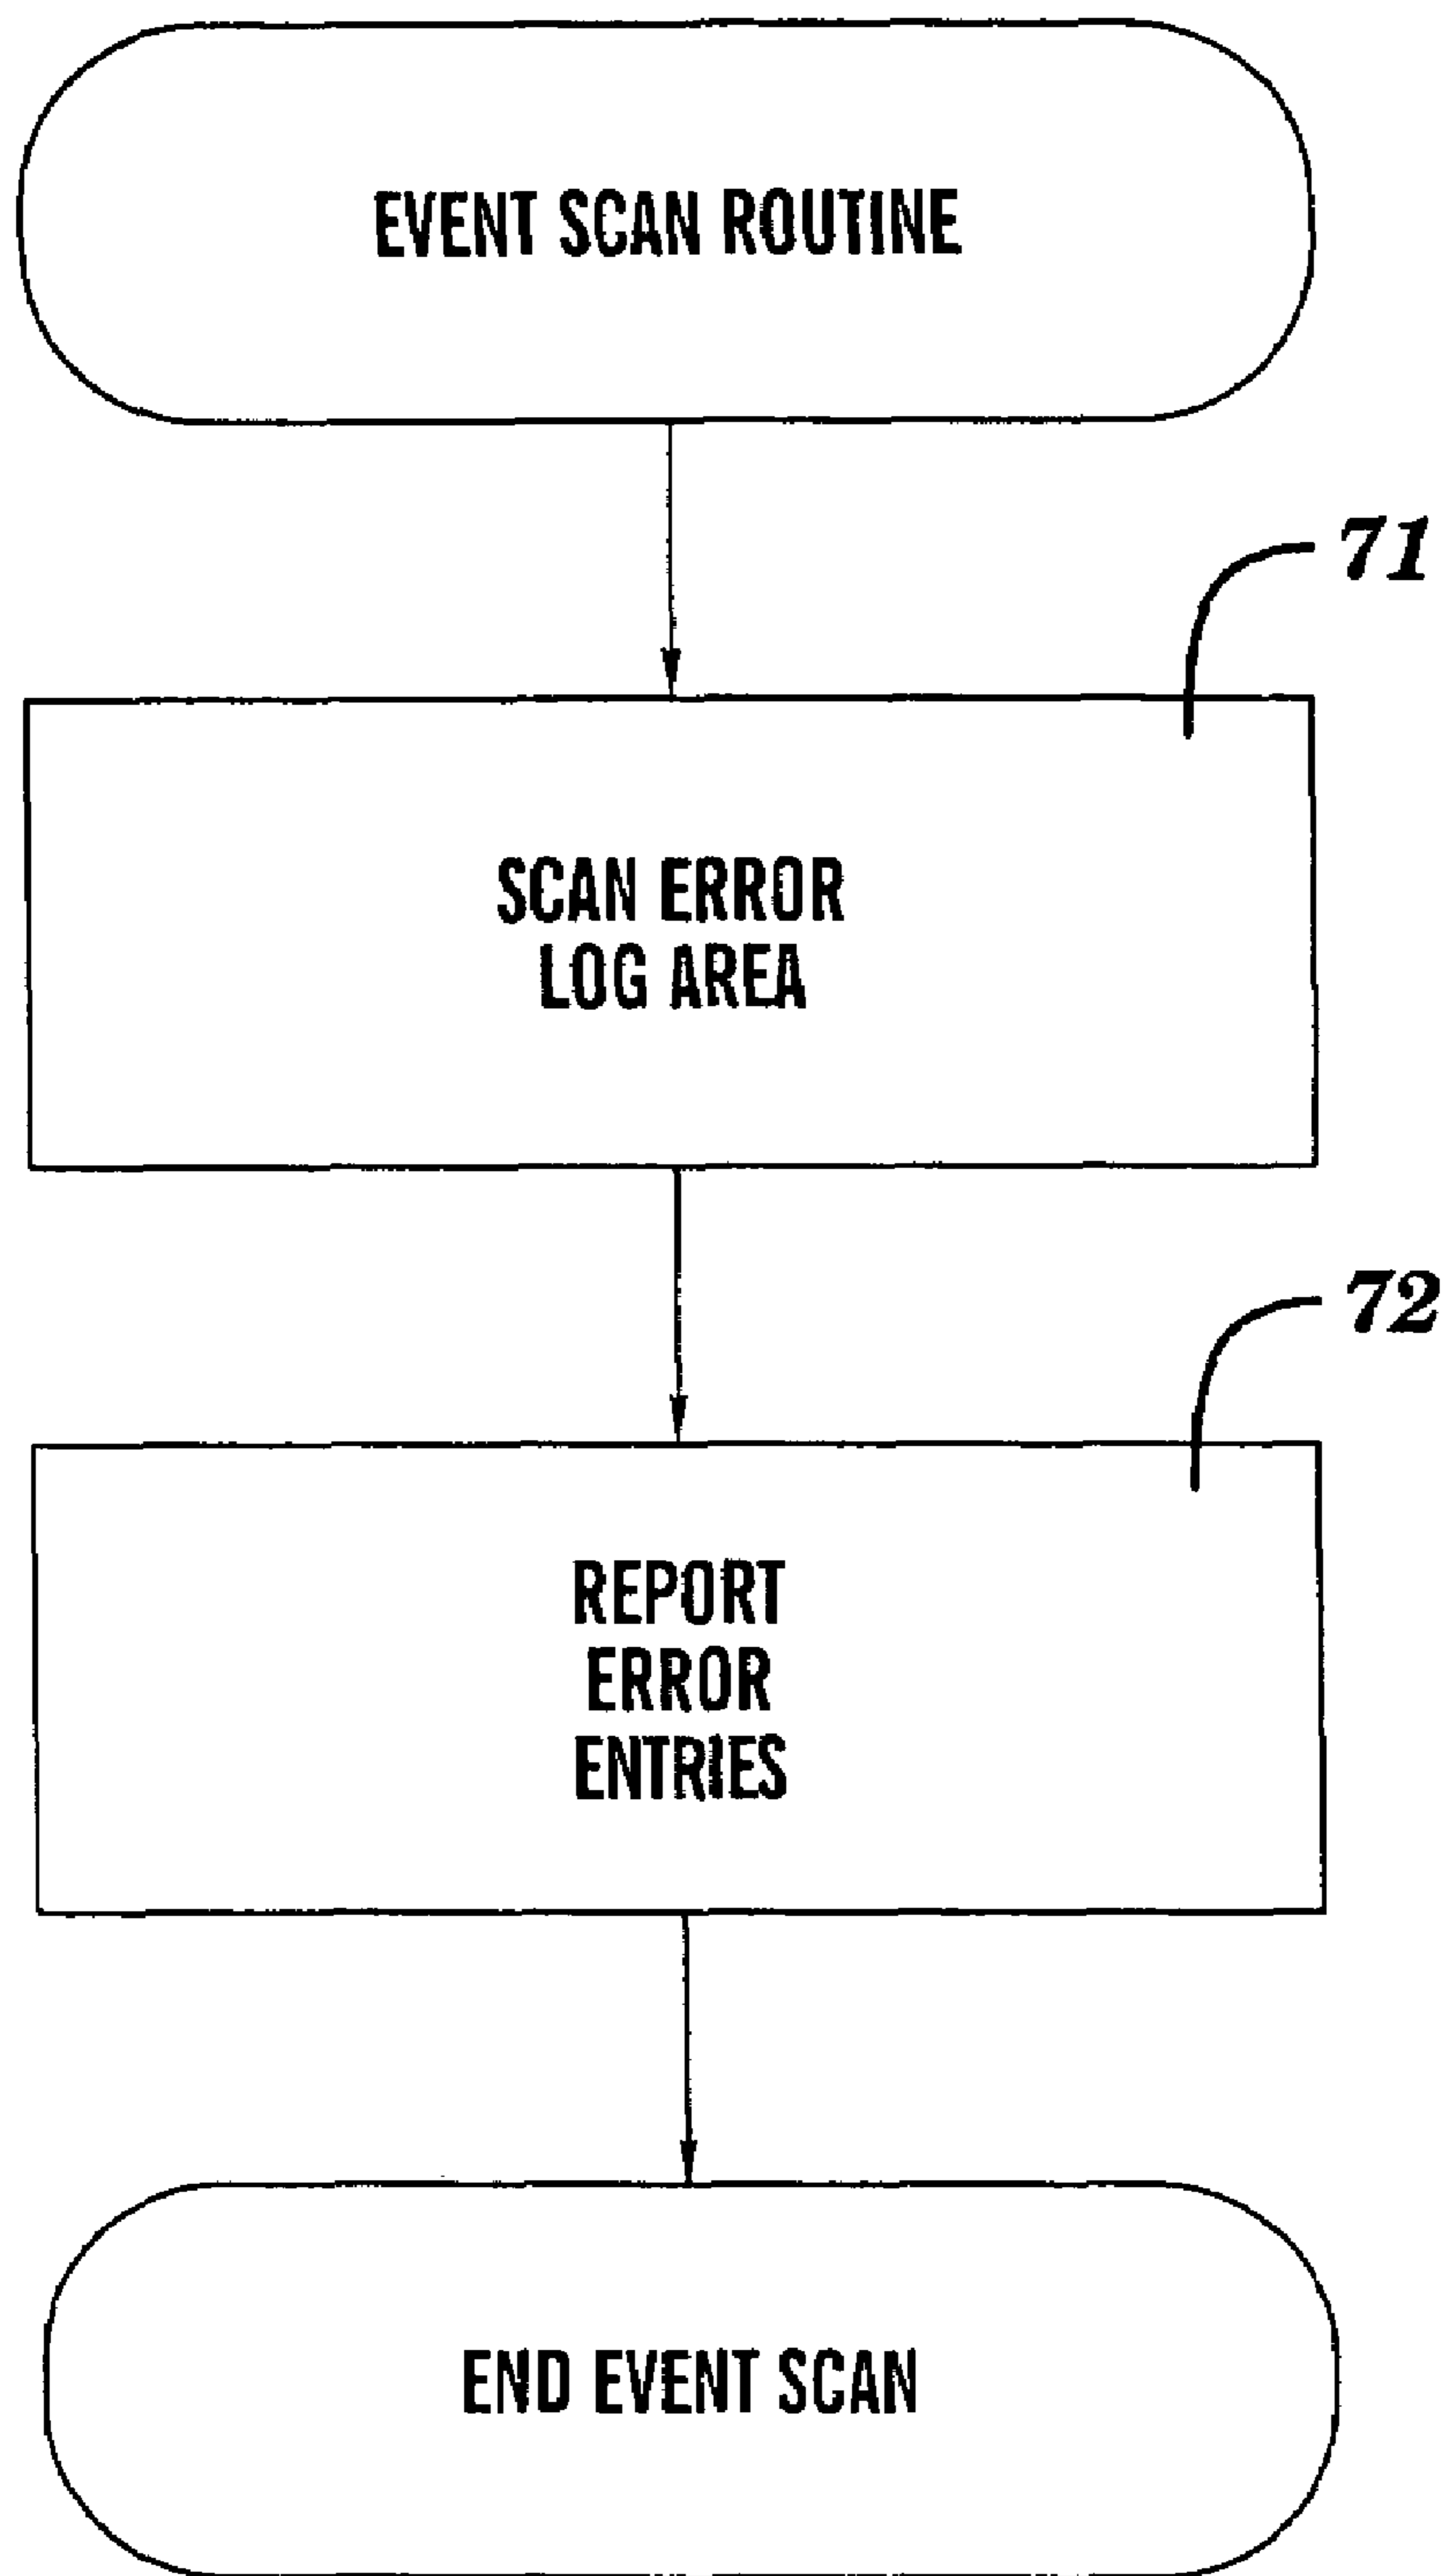 EVENT SCAN ROUTINE
71
SCAN ERROR
LOG AREA
72
REPORT
ERROR
ENTRIES
END EVENT SCAN